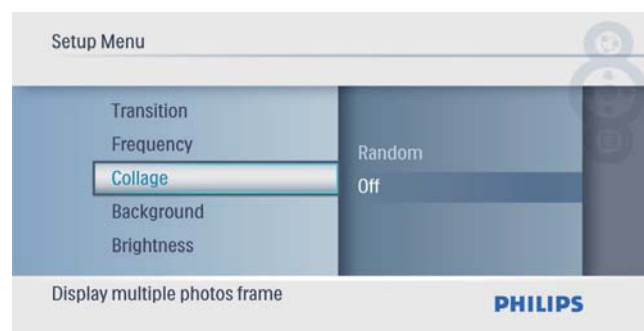 Setup Menu
Transition
Frequency
Collage
Background
Brightness
Random
Off
Display multiple photos frame
PHILIPS